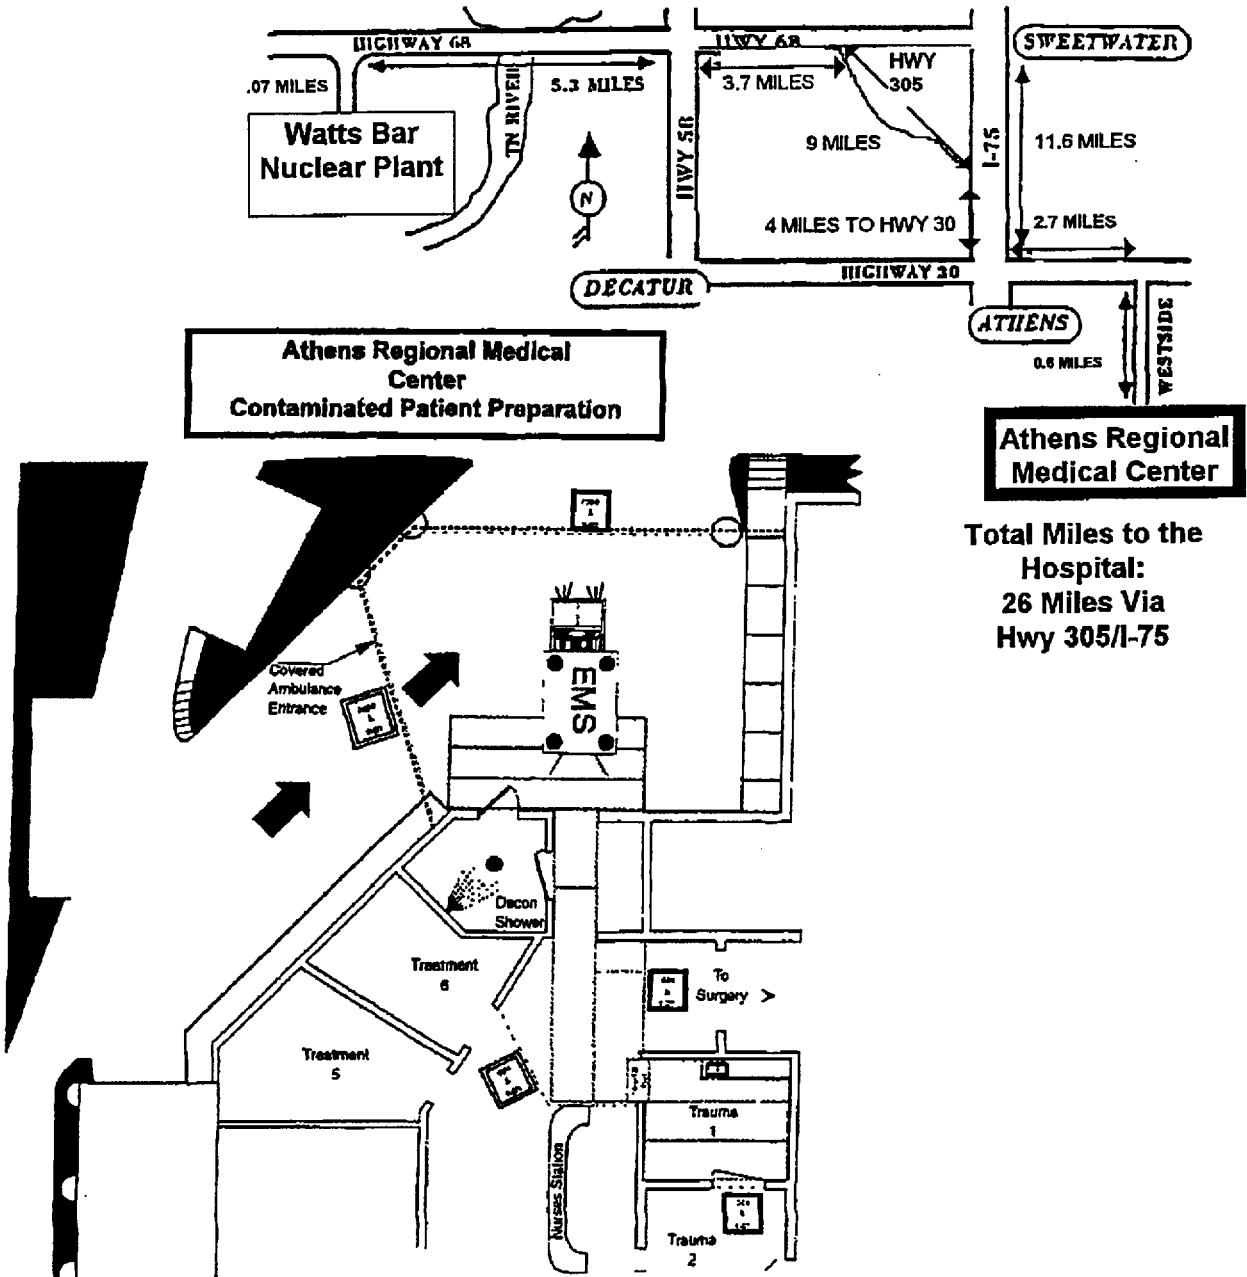 HIGHWAY 68
HWY 68
SWEETWATER
.07 MILES
5.3 MILES
3.7 MILES
HWY
305
Watts Bar
Nuclear Plant
TN RIVER
HWY 58
9 MILES
I-75
11.6 MILES
N
4 MILES TO HWY 30
2.7 MILES
HIGHWAY 30
DECATUR
ATHENS
0.6 MILES
WESTSIDE
Athens Regional Medical
Center
Contaminated Patient Preparation
Athens Regional
Medical Center
Total Miles to the
Hospital:
26 Miles Via
Hwy 305/I-75
Covered
Ambulance
Entrance
EMS
Decon
Shower
Treatment
6
To
Surgery >
Treatment
5
Trauma
1
Nurses Station
Trauma
2